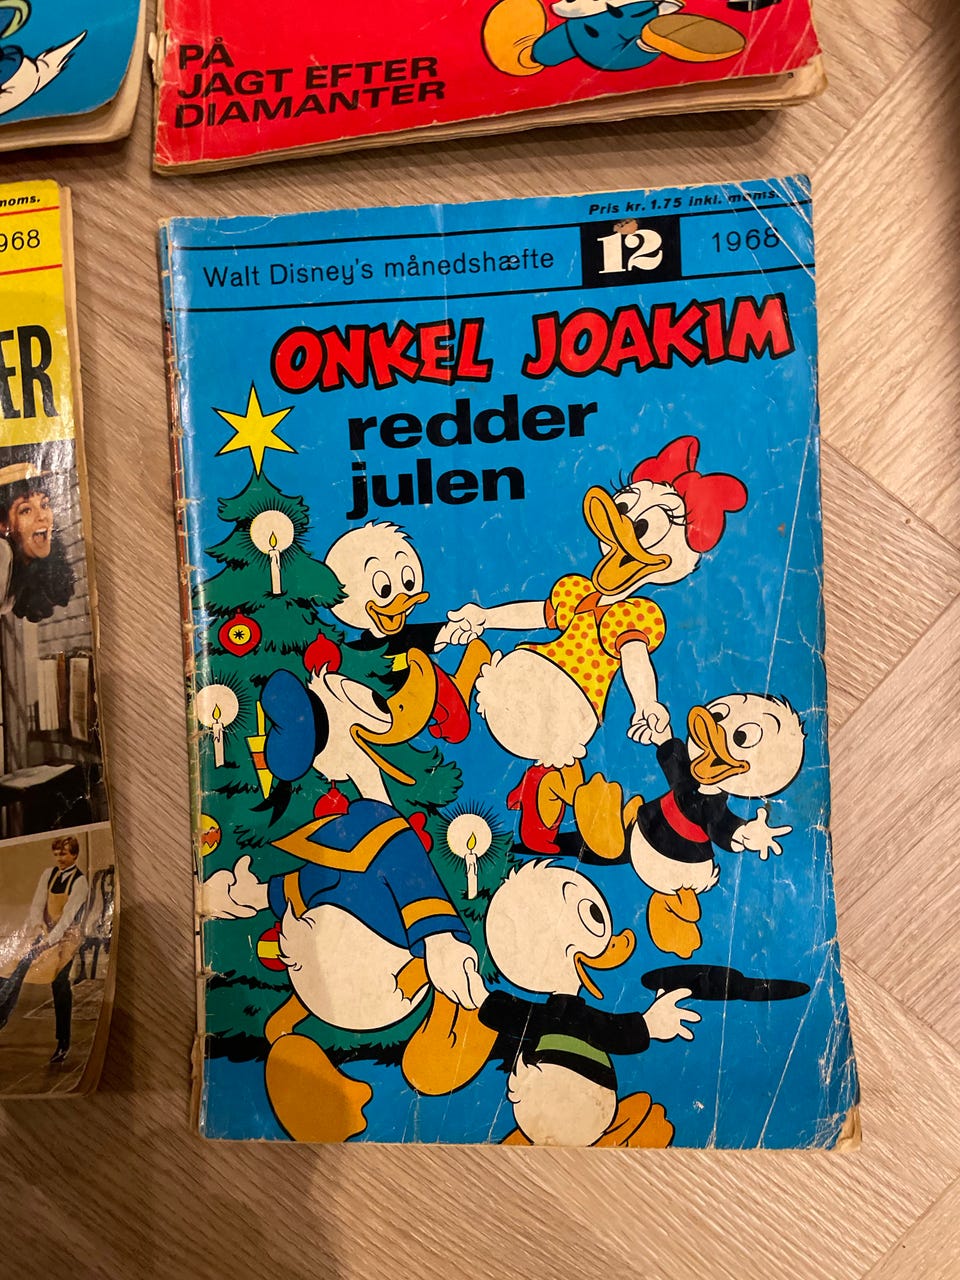 PÅ
JAGT EFTER
DIAMANTER
moms.
968
ER
Pris kr. 1.75 inkl. moms.
Walt Disney's månedshæfte 12 1968
ONKEL JOAKIM
redder
julen